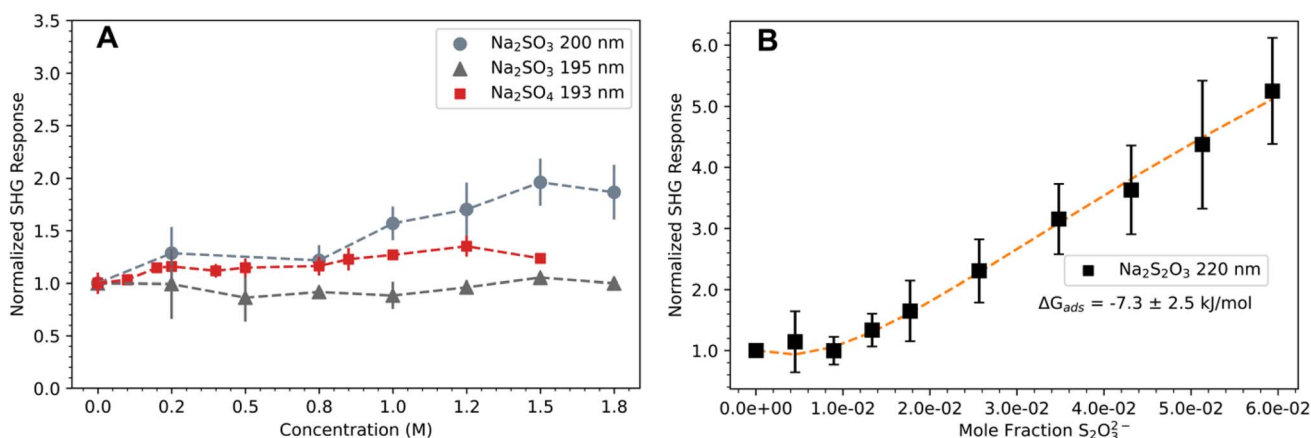 A
Na₂SO₃ 200 nm
Na₂SO₃ 195 nm
Na₂SO₄ 193 nm
Normalized SHG Response
3.5
3.0
2.5
2.0
1.5
1.0
0.5
0.0
0.0 0.2 0.5 0.8 1.0 1.2 1.5 1.8
Concentration (M)
B
Normalized SHG Response
6.0
5.0
4.0
3.0
2.0
1.0
Na₂S₂O₃ 220 nm
ΔG_ads = -7.3 ± 2.5 kJ/mol
0.0e+00 1.0e-02 2.0e-02 3.0e-02 4.0e-02 5.0e-02 6.0e-02
Mole Fraction S₂O₃²⁻